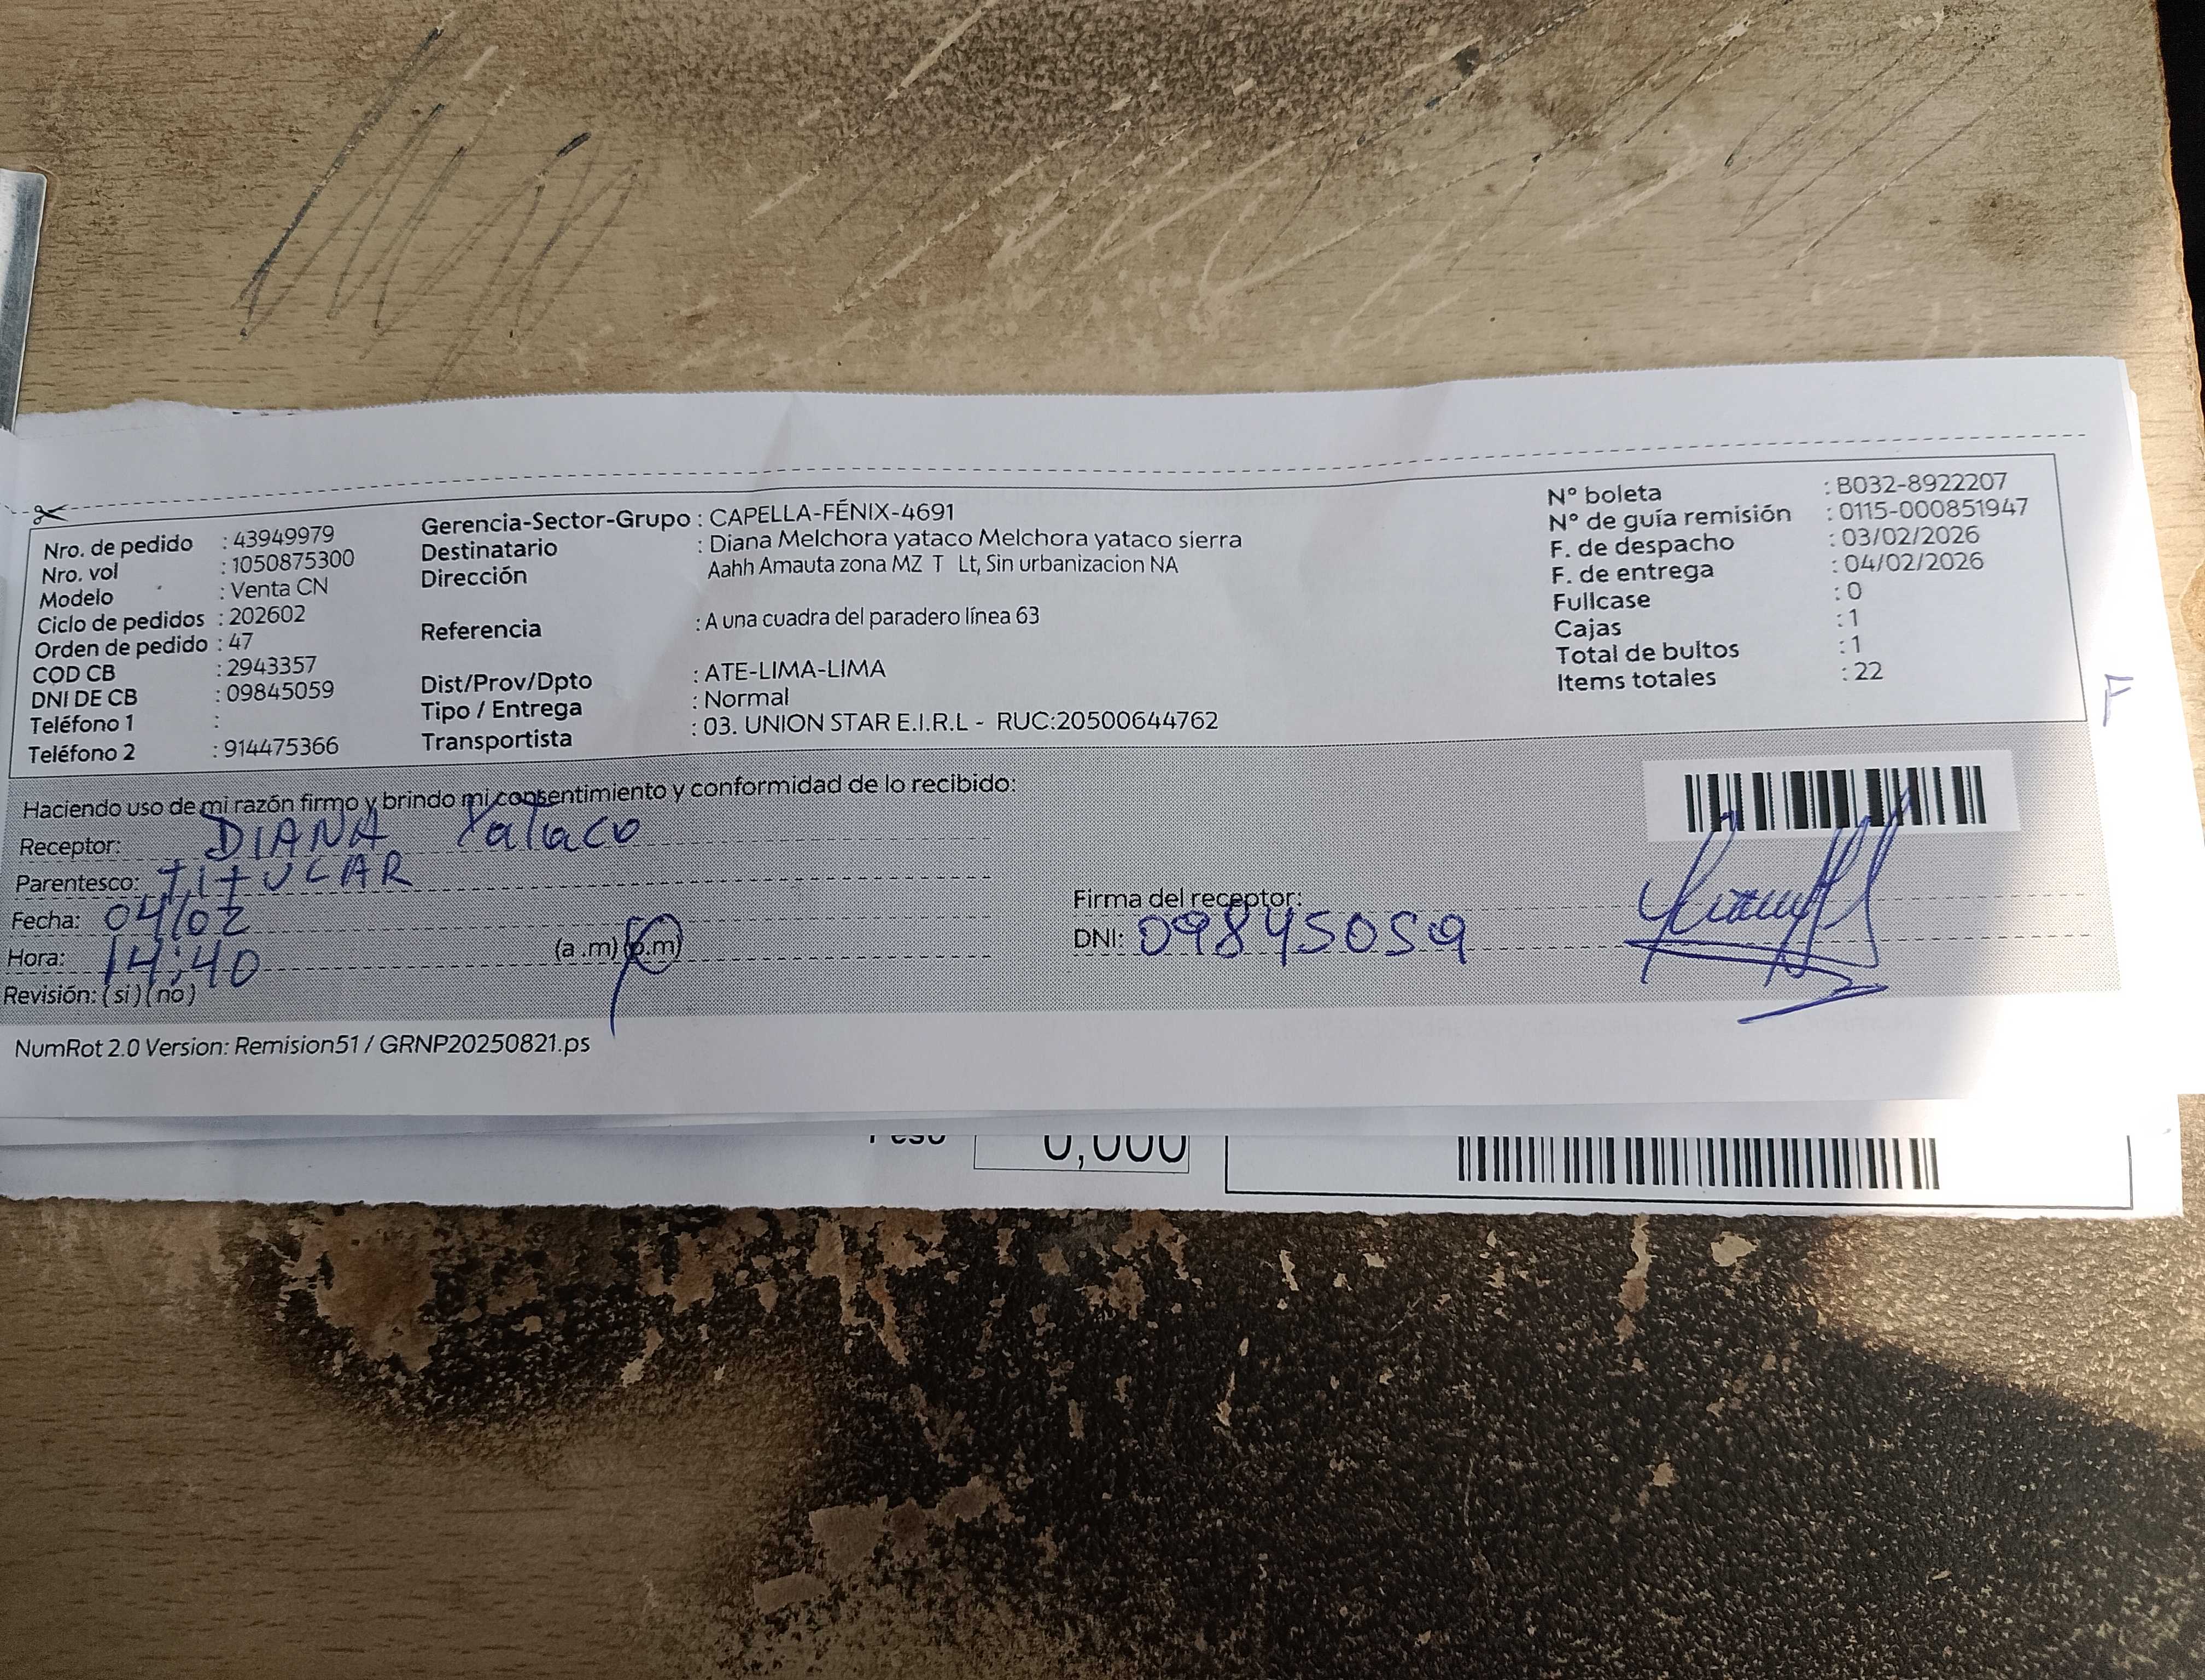 Nro. de pedido : 43949979
Nro. vol : 1050875300
Modelo : Venta CN
Ciclo de pedidos : 202602
Orden de pedido : 47
COD CB : 2943357
DNI DE CB : 09845059
Teléfono 1 :
Teléfono 2 : 914475366
Gerencia-Sector-Grupo : CAPELLA-FÉNIX-4691
Destinatario : Diana Melchora yataco Melchora yataco sierra
Dirección Aahh Amauta zona MZ T Lt, Sin urbanizacion NA
Referencia : A una cuadra del paradero línea 63
Dist/Prov/Dpto : ATE-LIMA-LIMA
Tipo / Entrega : Normal
Transportista : 03. UNION STAR E.I.R.L - RUC:20500644762
N° boleta : B032-8922207
N° de guía remisión : 0115-000851947
F. de despacho : 03/02/2026
F. de entrega : 04/02/2026
Fullcase : 0
Cajas : 1
Total de bultos : 1
Items totales : 22
F
Haciendo uso de mi razón firmo y brindo mi consentimiento y conformidad de lo recibido:
Receptor: DIANA Yataco
Parentesco: TITULAR
Fecha: 04/02
Hora: 14:40 (a .m) (p.m)
Revisión: (si) (no)
Firma del receptor:
DNI: 09845059
NumRot 2.0 Version: Remision51 / GRNP20250821.ps
Peso 0,000